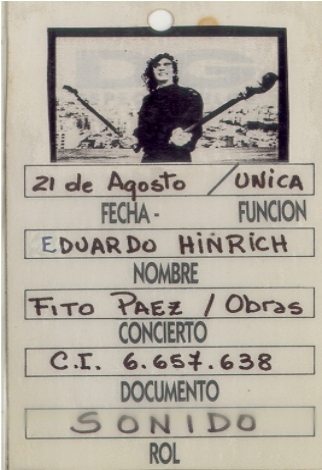 21 de Agosto / UNICA
FECHA - FUNCION
EDUARDO HINRICH
NOMBRE
FITO PAEZ / Obras
CONCIERTO
C.I. 6.657.638
DOCUMENTO
SONIDO
ROL